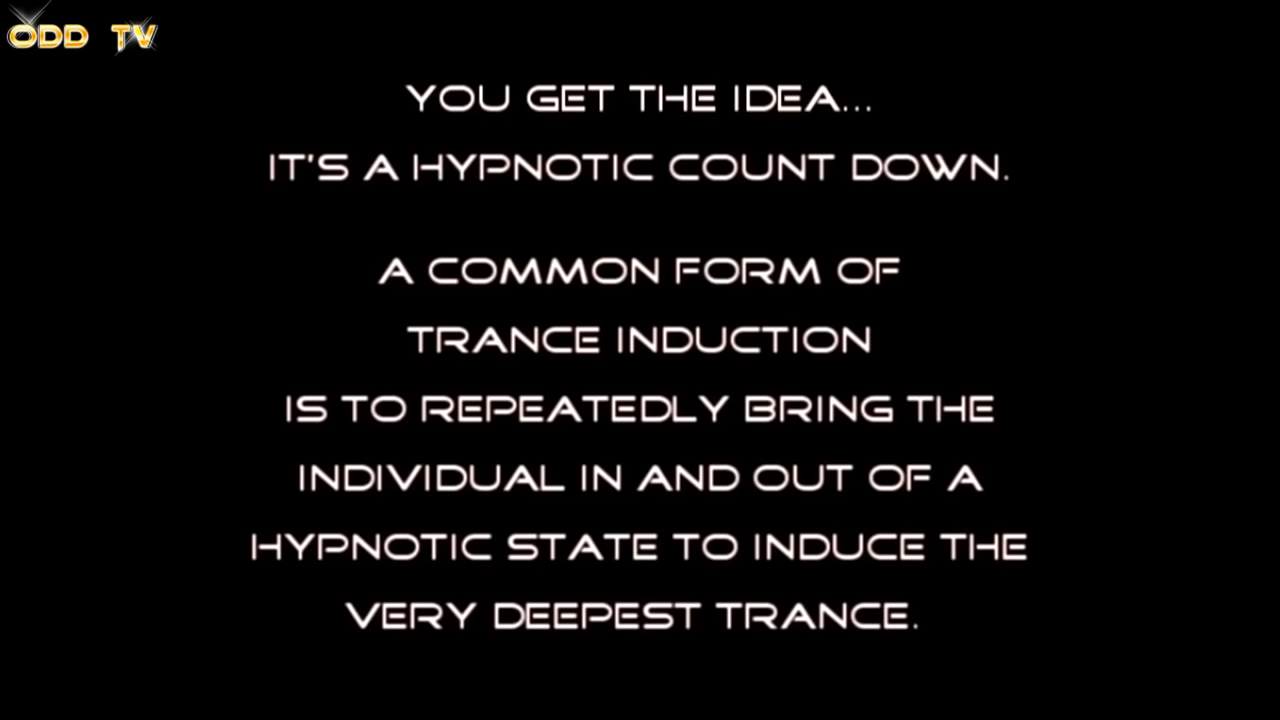 ODD TV
YOU GET THE IDEA...
IT'S A HYPNOTIC COUNT DOWN.
A COMMON FORM OF
TRANCE INDUCTION
IS TO REPEATEDLY BRING THE
INDIVIDUAL IN AND OUT OF A
HYPNOTIC STATE TO INDUCE THE
VERY DEEPEST TRANCE.